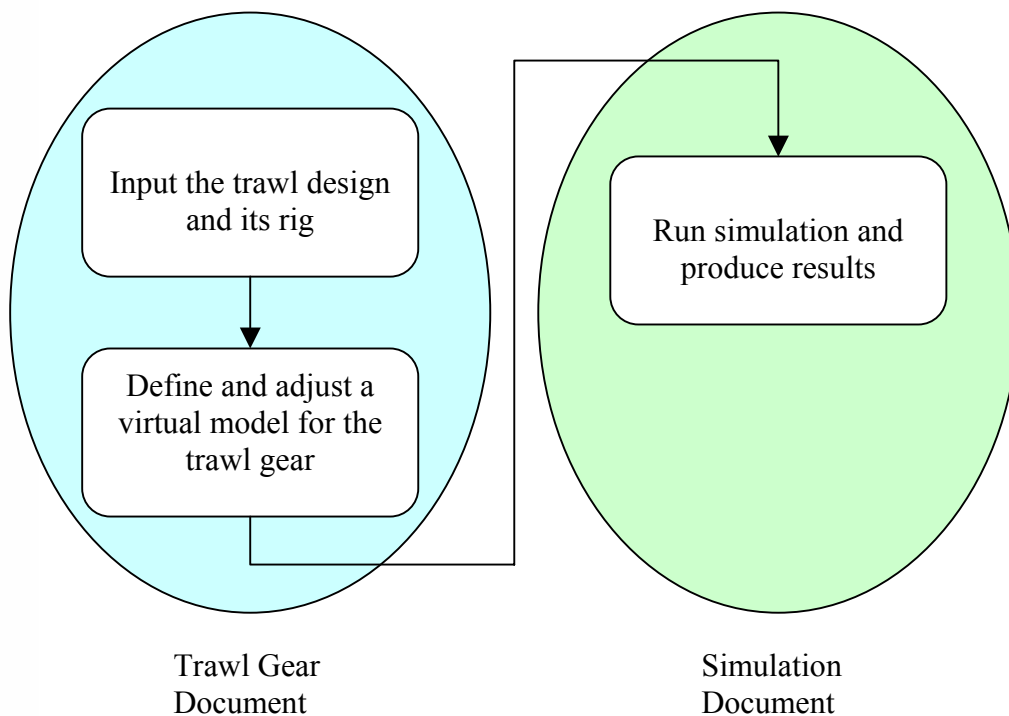 Input the trawl design
and its rig
Define and adjust a
virtual model for the
trawl gear
Run simulation and
produce results
Trawl Gear
Document
Simulation
Document